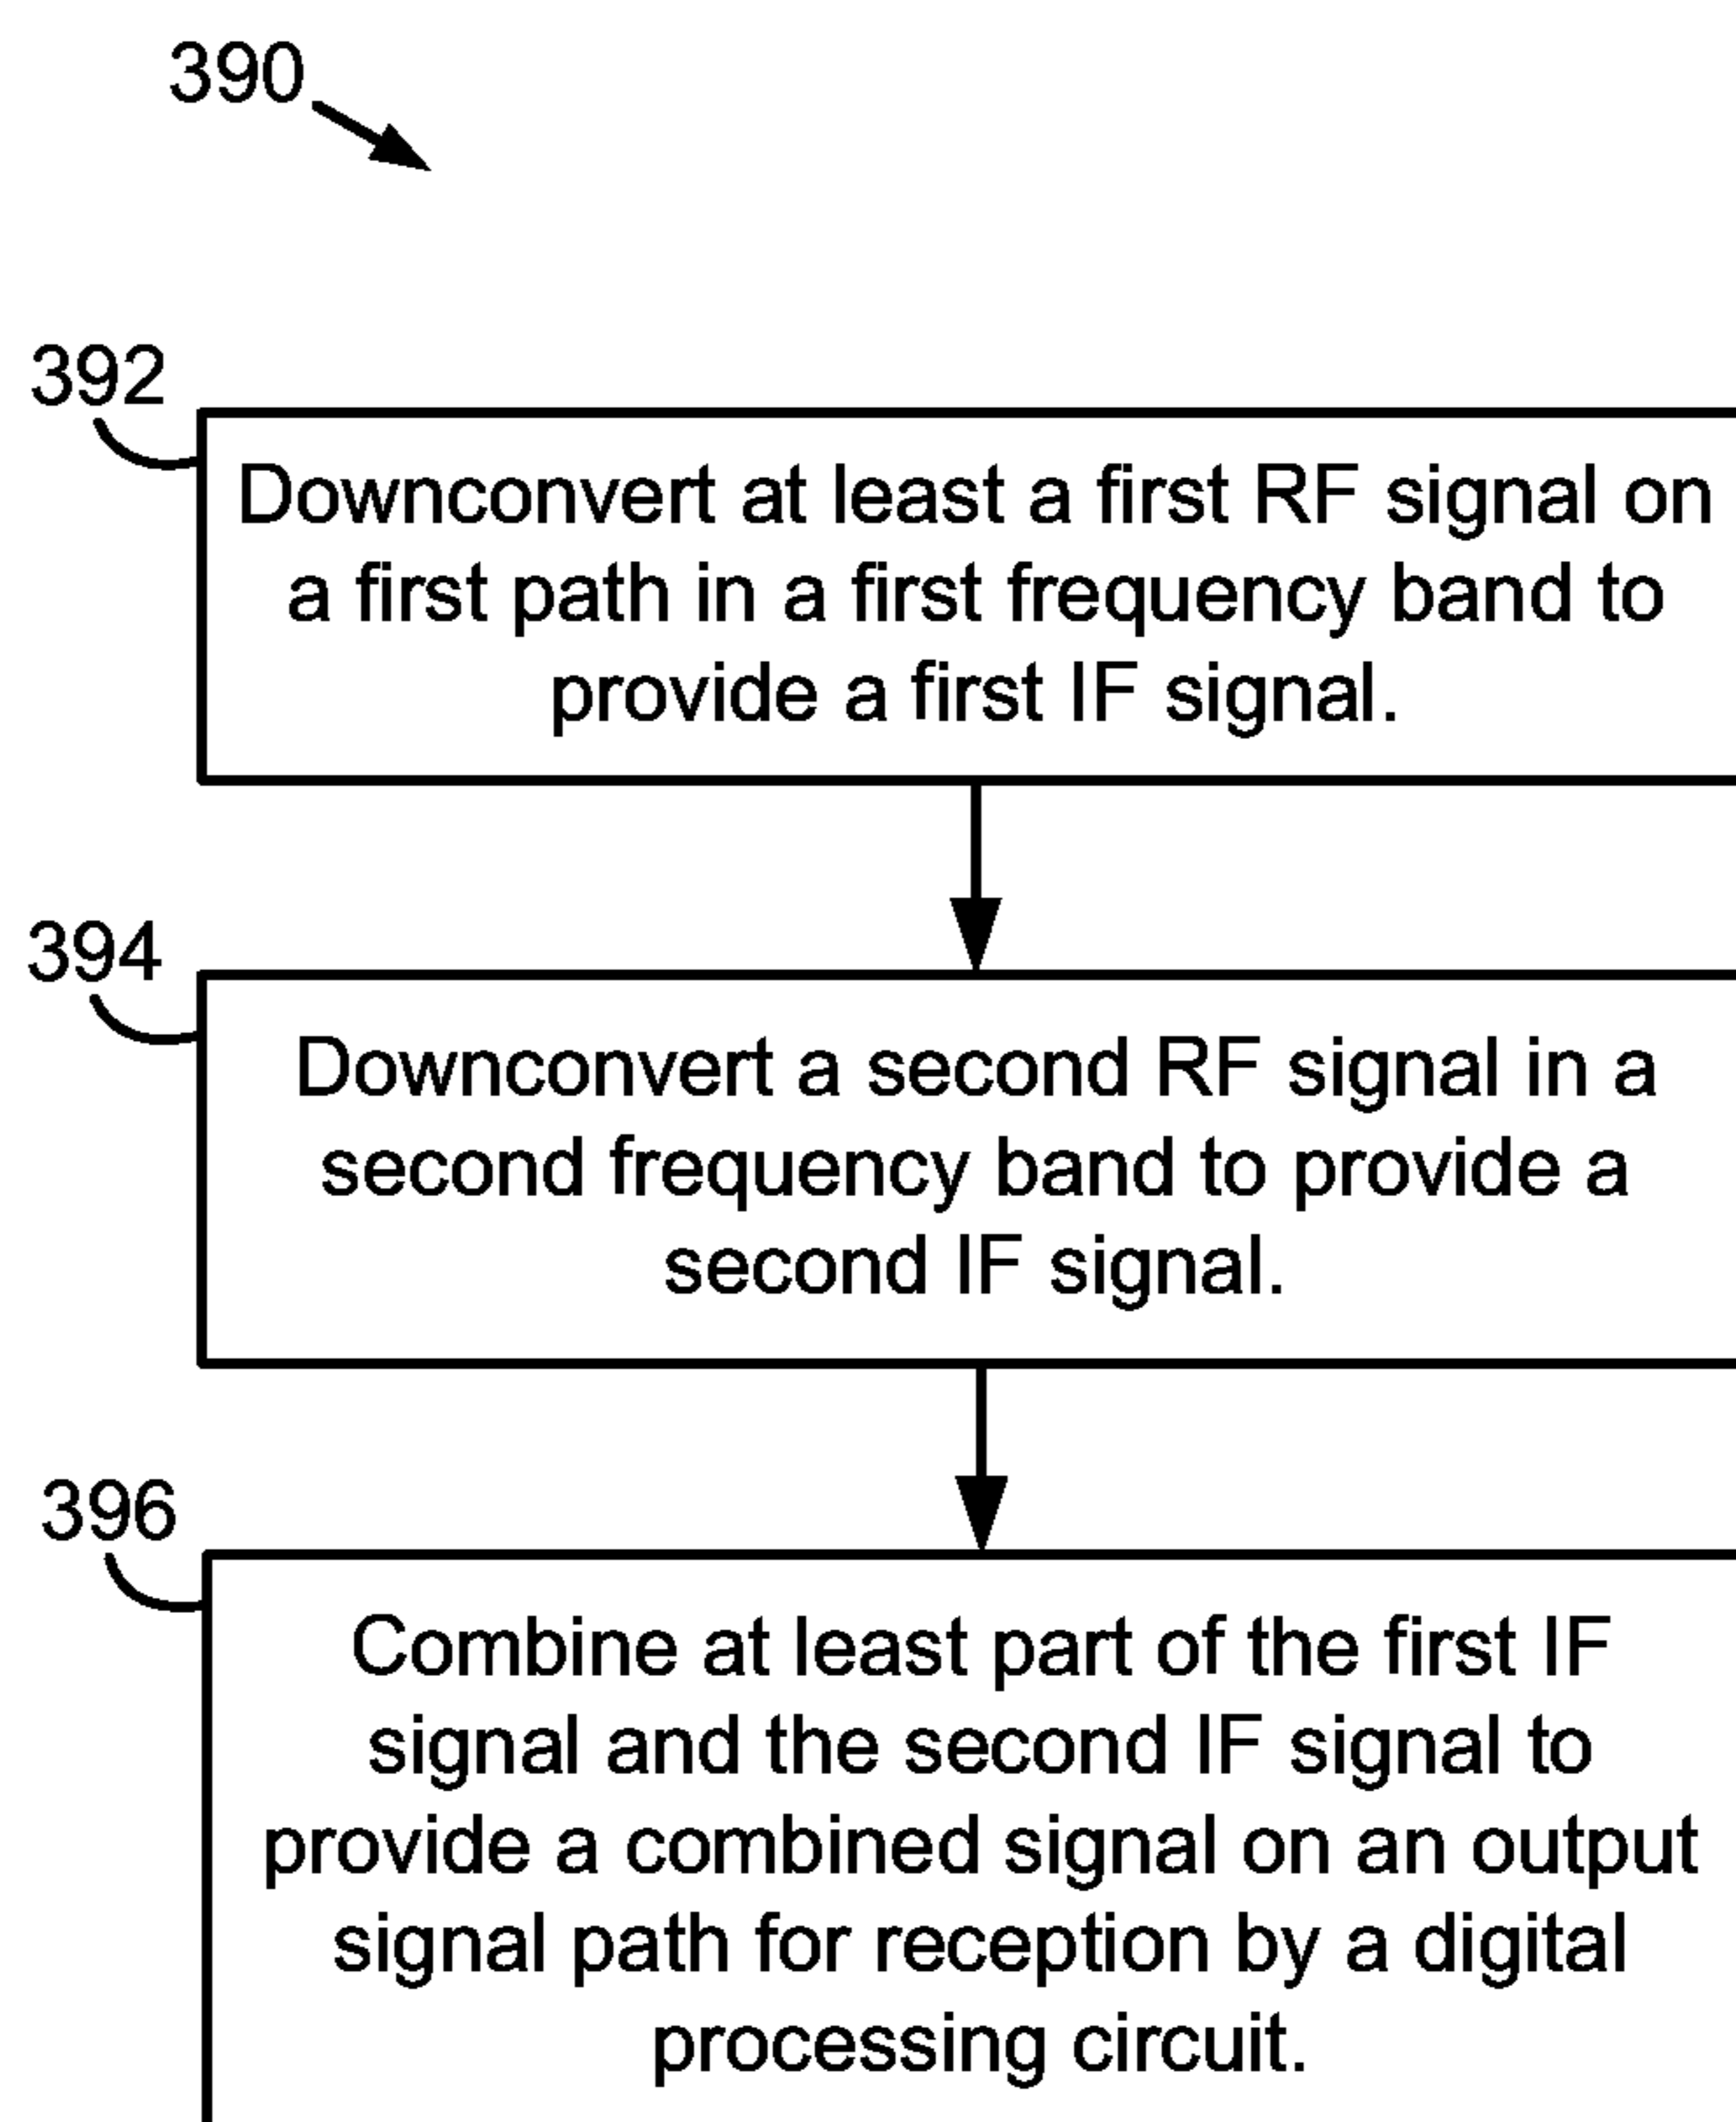 390
392
Downconvert at least a first RF signal on
a first path in a first frequency band to
provide a first IF signal.
394
Downconvert a second RF signal in a
second frequency band to provide a
second IF signal.
396
Combine at least part of the first IF
signal and the second IF signal to
provide a combined signal on an output
signal path for reception by a digital
processing circuit.